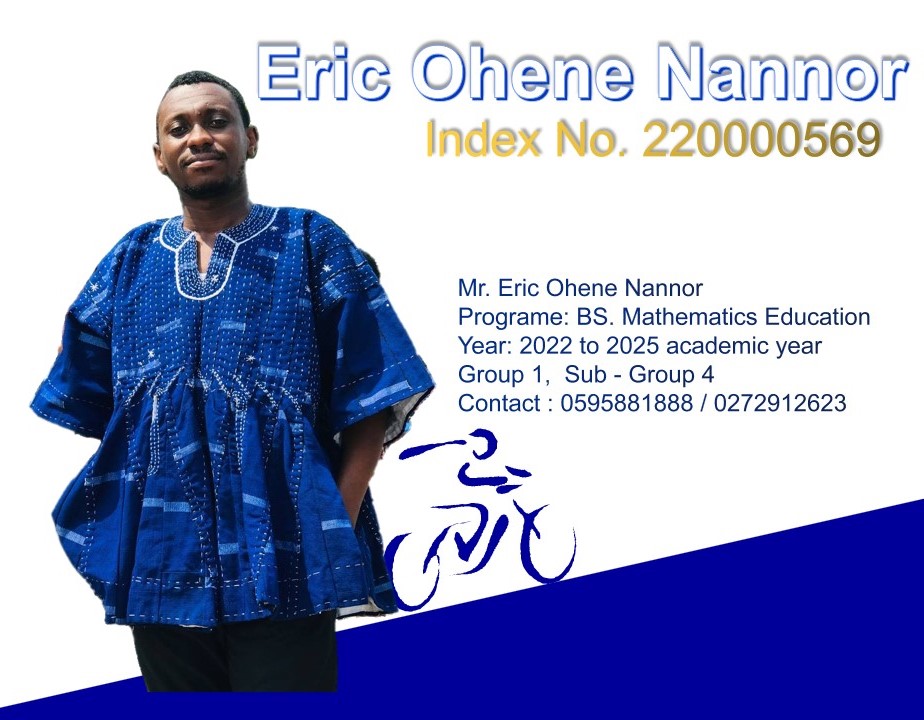 Eric Ohene Nannor
Index No. 220000569
Mr. Eric Ohene Nannor
Programe: BS. Mathematics Education
Year: 2022 to 2025 academic year
Group 1,  Sub - Group 4
Contact : 0595881888 / 0272912623